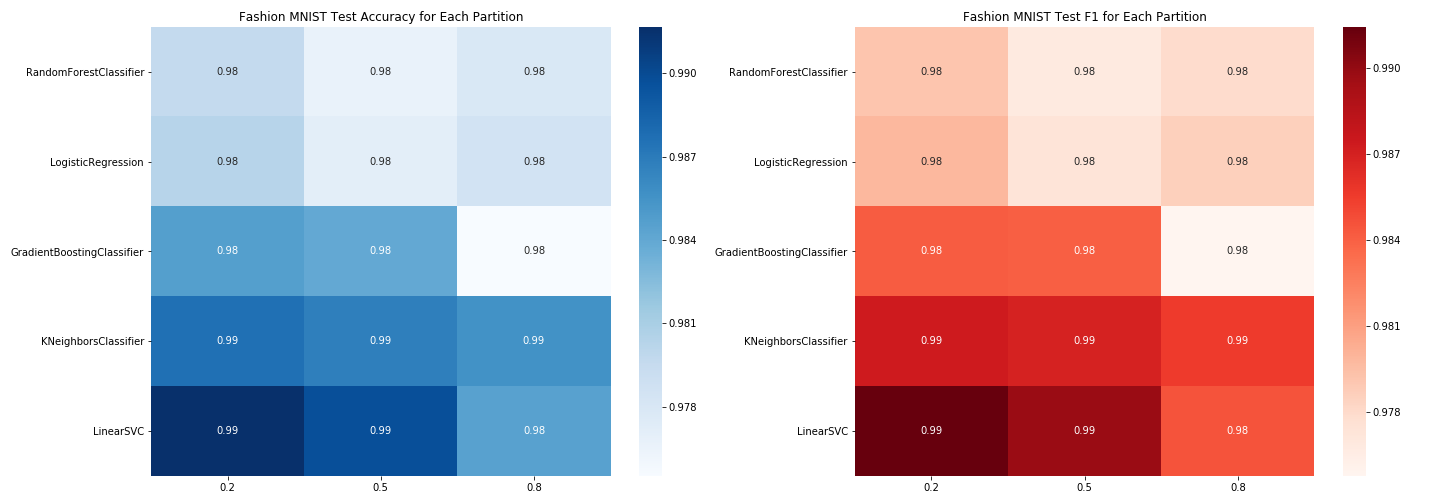 Fashion MNIST Test Accuracy for Each Partition
RandomForestClassifier 0.98 0.98 0.98
LogisticRegression 0.98 0.98 0.98
GradientBoostingClassifier 0.98 0.98 0.98
KNeighborsClassifier 0.99 0.99 0.99
LinearSVC 0.99 0.99 0.98
0.2 0.5 0.8
0.990
0.987
0.984
0.981
0.978
Fashion MNIST Test F1 for Each Partition
RandomForestClassifier 0.98 0.98 0.98
LogisticRegression 0.98 0.98 0.98
GradientBoostingClassifier 0.98 0.98 0.98
KNeighborsClassifier 0.99 0.99 0.99
LinearSVC 0.99 0.99 0.98
0.2 0.5 0.8
0.990
0.987
0.984
0.981
0.978